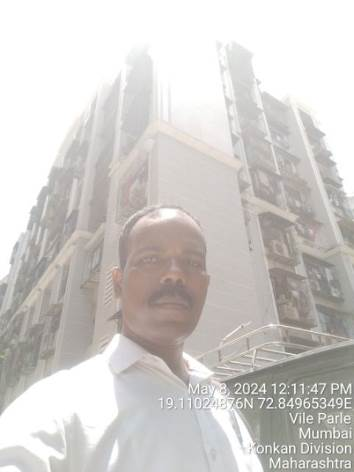 May 8, 2024 12:11:47 PM
19.11024876N 72.84965349E
Vile Parle
Mumbai
Konkan Division
Maharashtra